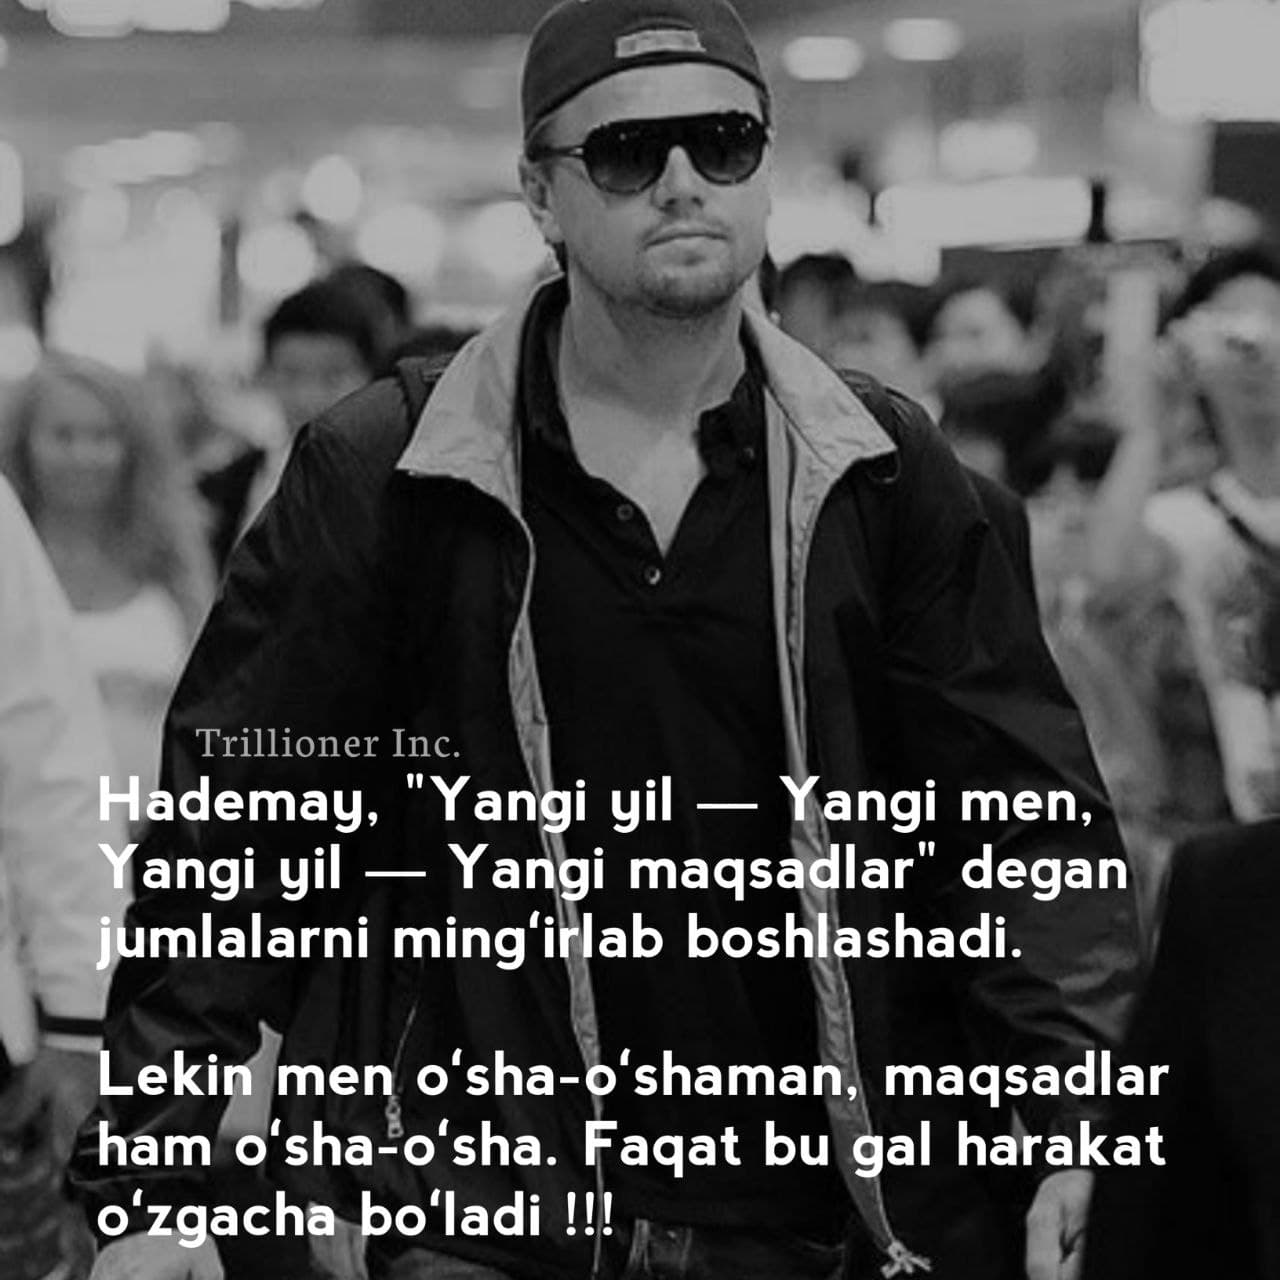 Trillioner Inc.
Hademay, "Yangi yil — Yangi men,
Yangi yil — Yangi maqsadlar" degan
jumlalarni ming‘irlab boshlashadi.
Lekin men o‘sha-o‘shaman, maqsadlar
ham o‘sha-o‘sha. Faqat bu gal harakat
o‘zgacha bo‘ladi !!!